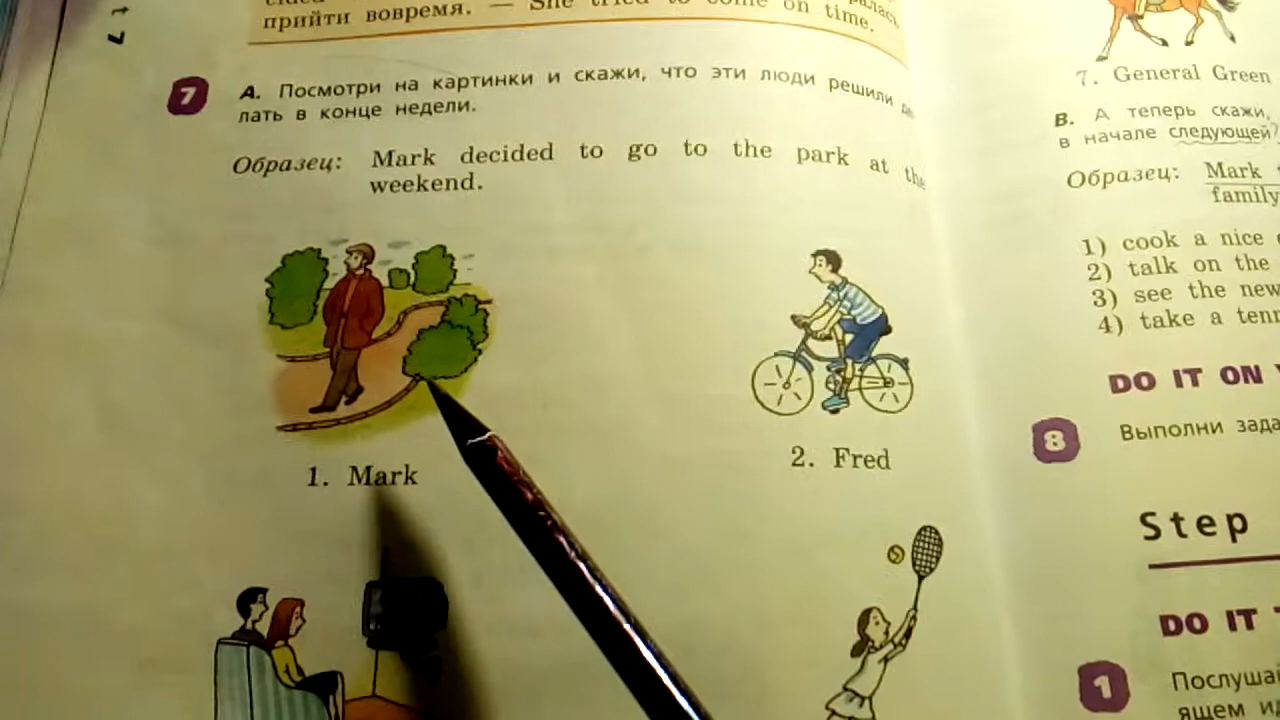 прийти вовремя. — She tried to come on time.
7
А. Посмотри на картинки и скажи, что эти люди решили де
лать в конце недели.
Образец: Mark decided to go to the park at the
weekend.
1. Mark
2. Fred
7. General Green
В. А теперь скажи,
в начале следующей
Образец: Mark
family
1) cook a nice
2) talk on the
3) see the new
4) take a tenn
DO IT ON
8
Выполни зада
Step
DO IT
1
Послушай
ящем и